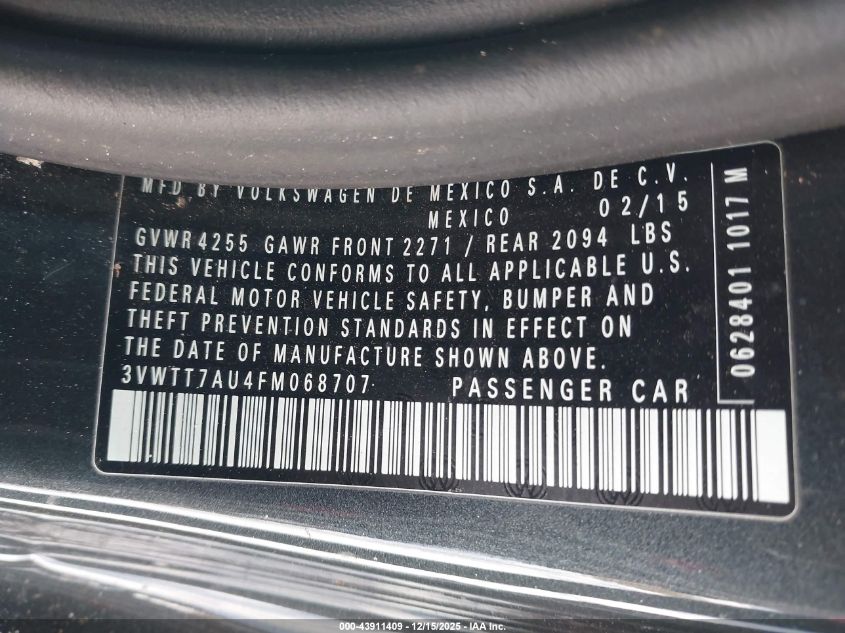 MFD BY VOLKSWAGEN DE MEXICO S.A. DE C.V.
MEXICO 02/15
GVWR 4255 GAWR FRONT 2271 / REAR 2094 LBS
THIS VEHICLE CONFORMS TO ALL APPLICABLE U.S.
FEDERAL MOTOR VEHICLE SAFETY, BUMPER AND
THEFT PREVENTION STANDARDS IN EFFECT ON
THE DATE OF MANUFACTURE SHOWN ABOVE.
3VWTT7AU4FM068707 PASSENGER CAR
0628401 1017 M
000-43911409 - 12/15/2025 - IAA Inc.